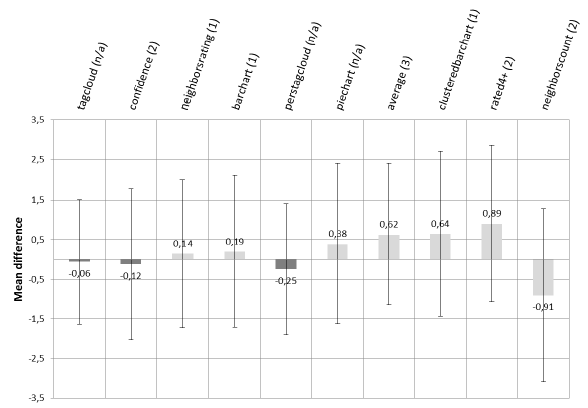 tagcloud (n/a)
confidence (2)
neighborsrating (1)
barchart (1)
perstagcloud (n/a)
piechart (n/a)
average (3)
clusteredbarchart (1)
rated4+ (2)
neighborscount (2)
Mean difference
3,5
2,5
1,5
0,5
-0,5
-1,5
-2,5
-3,5
-0,06
-0,12
0,14
0,19
-0,25
0,38
0,62
0,64
0,89
-0,91